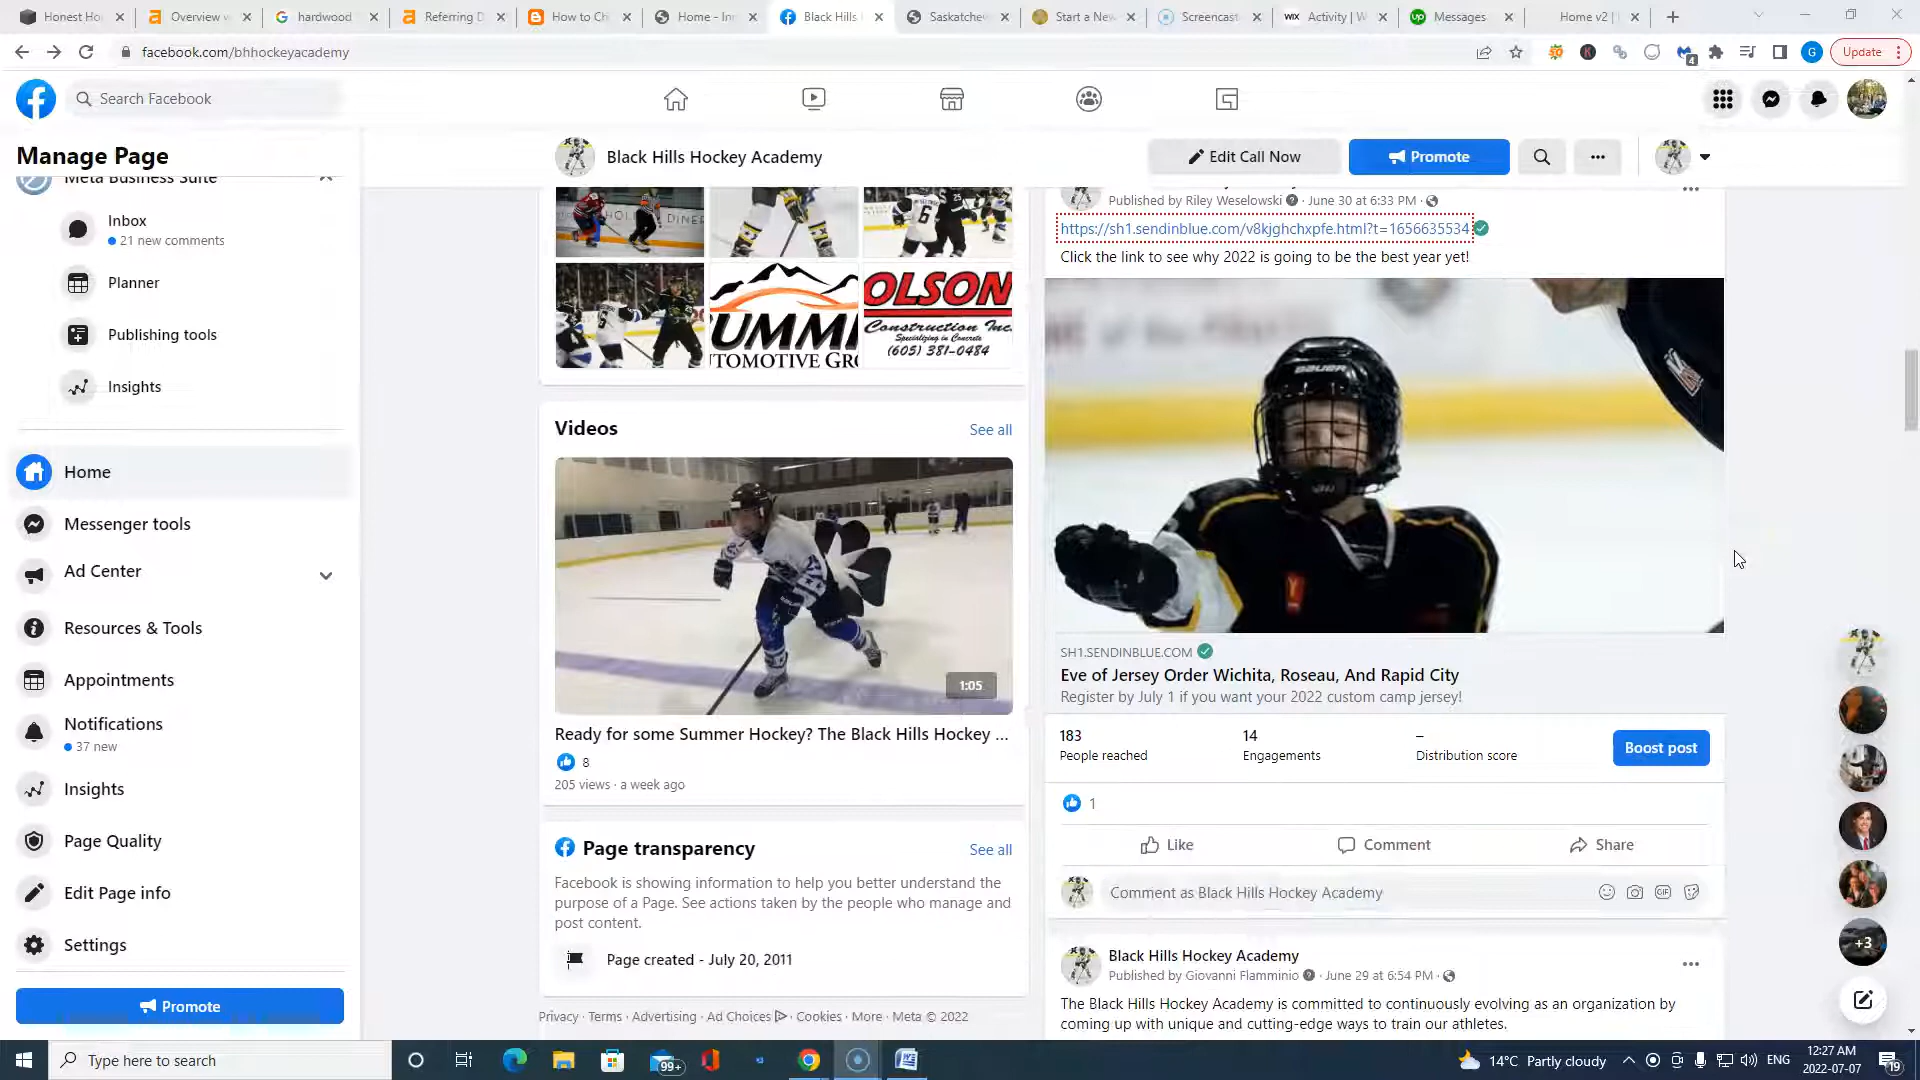 Honest Ho
Overview w
hardwood
Referring D
How to Ch
Home - In
Black Hills
Saskatche
Start a New
Screencast
WIX Activity | W
Messages
Home v2 |
facebook.com/bhhockeyacademy
4
G
Update
Search Facebook
Manage Page
Meta Business Suite
Inbox
21 new comments
Planner
Publishing tools
Insights
Home
Messenger tools
Ad Center
Resources & Tools
Appointments
Notifications
37 new
Insights
Page Quality
Edit Page info
Settings
Promote
Black Hills Hockey Academy
Edit Call Now
Promote
OLSON
Construction Inc.
Specializing in Concrete
(605) 381-0484
UMMI
TOMOTIVE GR
Videos
See all
1:05
Ready for some Summer Hockey? The Black Hills Hockey ...
8
205 views · a week ago
Page transparency
See all
Facebook is showing information to help you better understand the
purpose of a Page. See actions taken by the people who manage and
post content.
Page created - July 20, 2011
Privacy · Terms · Advertising · Ad Choices · Cookies · More · Meta © 2022
Published by Riley Weselowski · June 30 at 6:33 PM ·
https://sh1.sendinblue.com/v8kjghchxpfe.html?t=1656635534
Click the link to see why 2022 is going to be the best year yet!
BAUER
SH1.SENDINBLUE.COM
Eve of Jersey Order Wichita, Roseau, And Rapid City
Register by July 1 if you want your 2022 custom camp jersey!
183
People reached
14
Engagements
–
Distribution score
Boost post
1
Like
Comment
Share
Comment as Black Hills Hockey Academy
GIF
Black Hills Hockey Academy
Published by Giovanni Flamminio · June 29 at 6:54 PM ·
The Black Hills Hockey Academy is committed to continuously evolving as an organization by
coming up with unique and cutting-edge ways to train our athletes.
+3
Type here to search
99+
14°C Partly cloudy
ENG
12:27 AM
2022-07-07
19